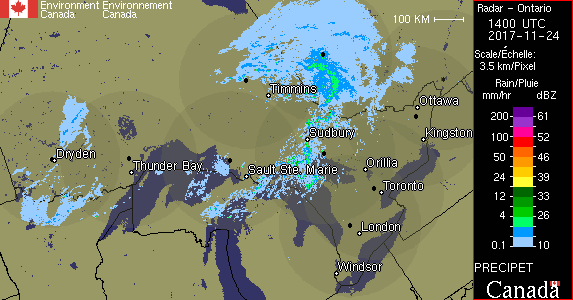 Environment Environnement
Canada Canada
100 KM
Timmins
Ottawa
Sudbury
Kingston
Dryden
Thunder Bay
Sault Ste. Marie
Orillia
Toronto
London
Windsor
Radar - Ontario
1400 UTC
2017-11-24
Scale/Échelle:
3.5 km/Pixel
Rain/Pluie
mm/hr dBZ
200 61
100 52
50 46
24 39
12 33
4 26
0.1 10
PRECIPET
Canada